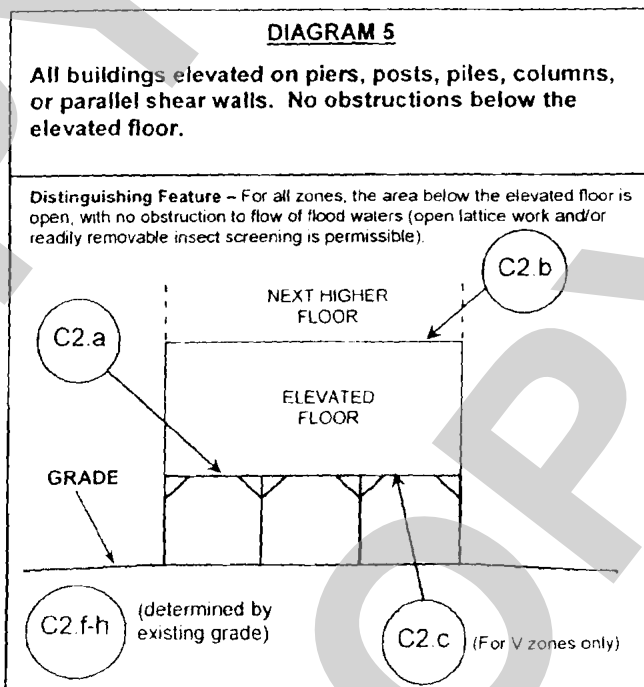 DIAGRAM 5
All buildings elevated on piers, posts, piles, columns,
or parallel shear walls. No obstructions below the
elevated floor.
Distinguishing Feature – For all zones, the area below the elevated floor is
open, with no obstruction to flow of flood waters (open lattice work and/or
readily removable insect screening is permissible).
C2.b
NEXT HIGHER
FLOOR
C2.a
ELEVATED
FLOOR
GRADE
C2.f-h
(determined by
existing grade)
C2.c
(For V zones only)